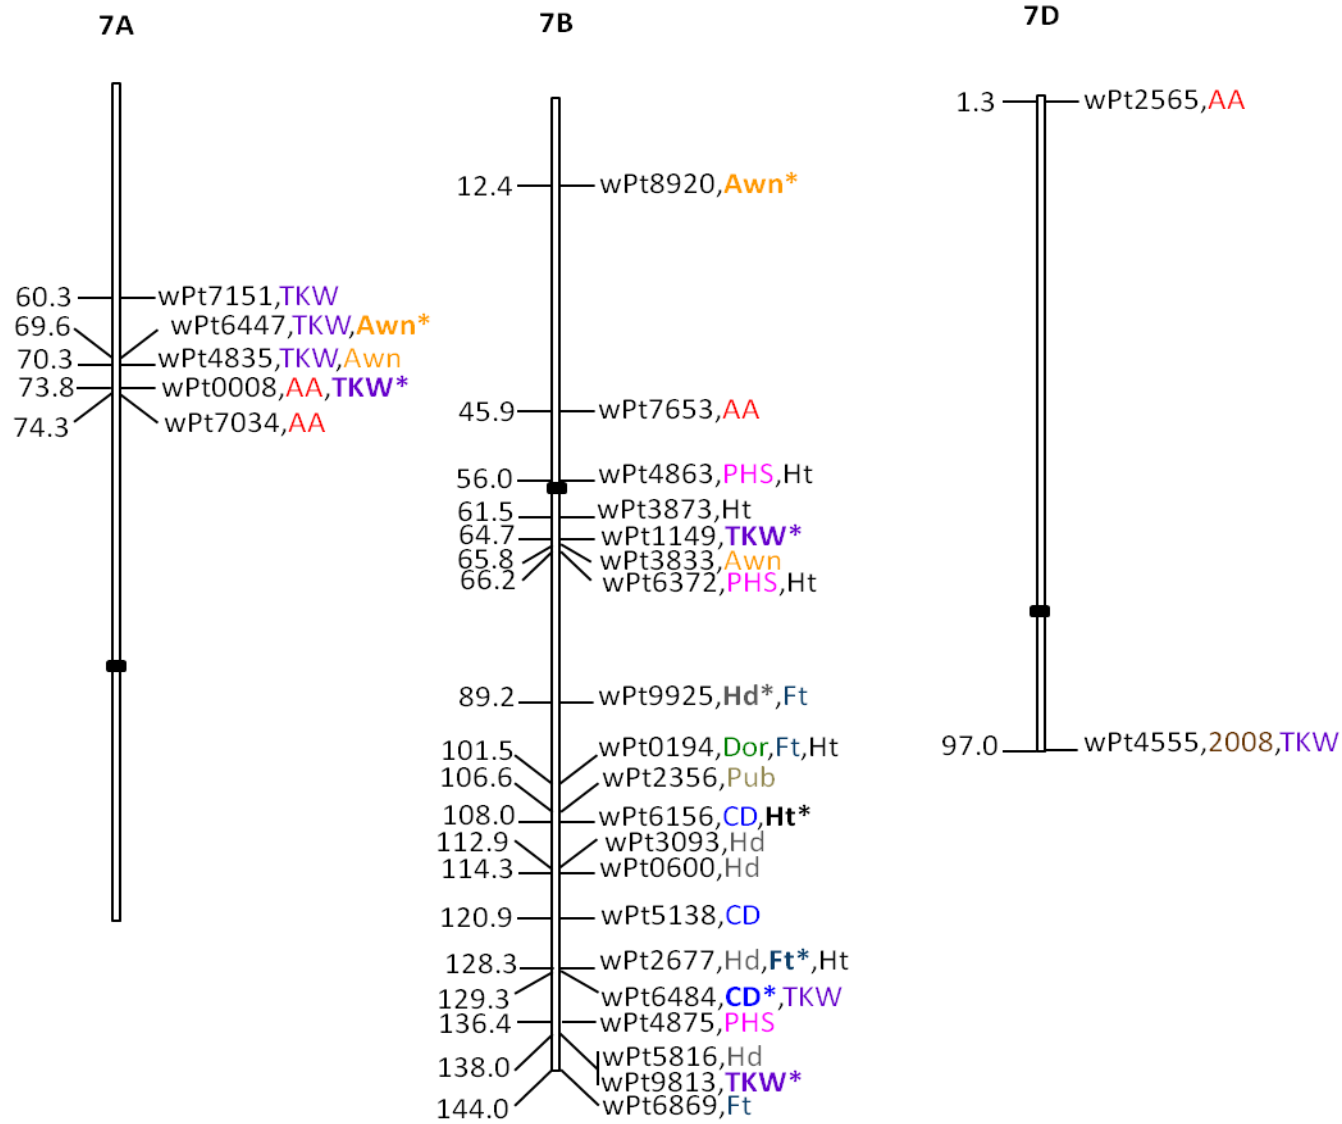 7A
60.3 wPt7151,TKW
69.6 wPt6447,TKW,Awn*
70.3 wPt4835,TKW,Awn
73.8 wPt0008,AA,TKW*
74.3 wPt7034,AA
7B
12.4 wPt8920,Awn*
45.9 wPt7653,AA
56.0 wPt4863,PHS,Ht
61.5 wPt3873,Ht
64.7 wPt1149,TKW*
65.8 wPt3833,Awn
66.2 wPt6372,PHS,Ht
89.2 wPt9925,Hd*,Ft
101.5 wPt0194,Dor,Ft,Ht
106.6 wPt2356,Pub
108.0 wPt6156,CD,Ht*
112.9 wPt3093,Hd
114.3 wPt0600,Hd
120.9 wPt5138,CD
128.3 wPt2677,Hd,Ft*,Ht
129.3 wPt6484,CD*,TKW
136.4 wPt4875,PHS
138.0 wPt5816,Hd
wPt9813,TKW*
144.0 wPt6869,Ft
7D
1.3 wPt2565,AA
97.0 wPt4555,2008,TKW